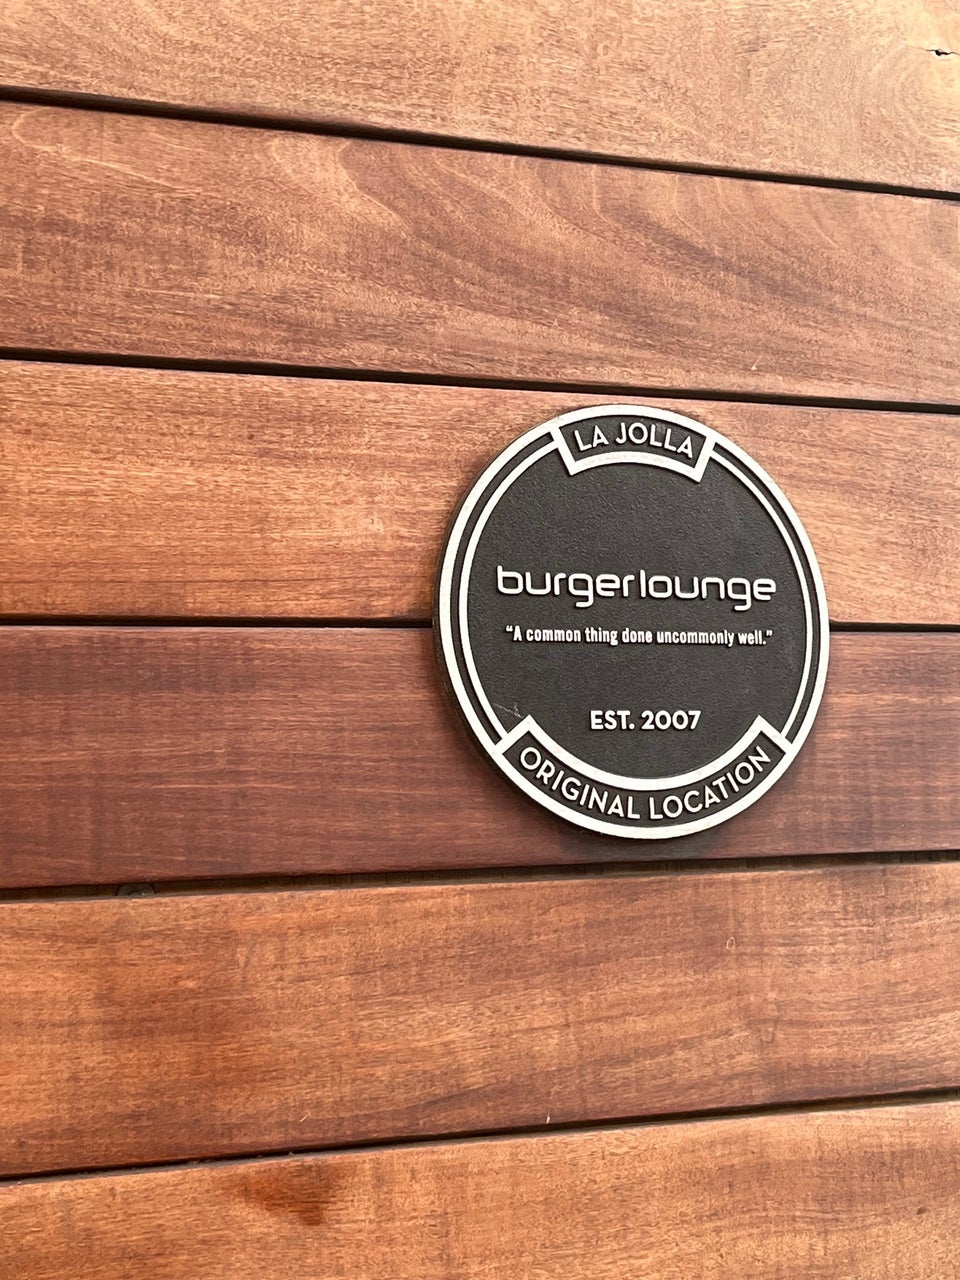 LA JOLLA
burgerlounge
“A common thing done uncommonly well.”
EST. 2007
ORIGINAL LOCATION